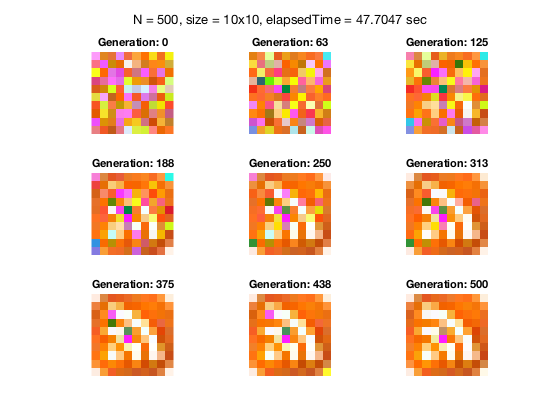 N = 500, size = 10x10, elapsedTime = 47.7047 sec
Generation: 0
Generation: 63
Generation: 125
Generation: 188
Generation: 250
Generation: 313
Generation: 375
Generation: 438
Generation: 500